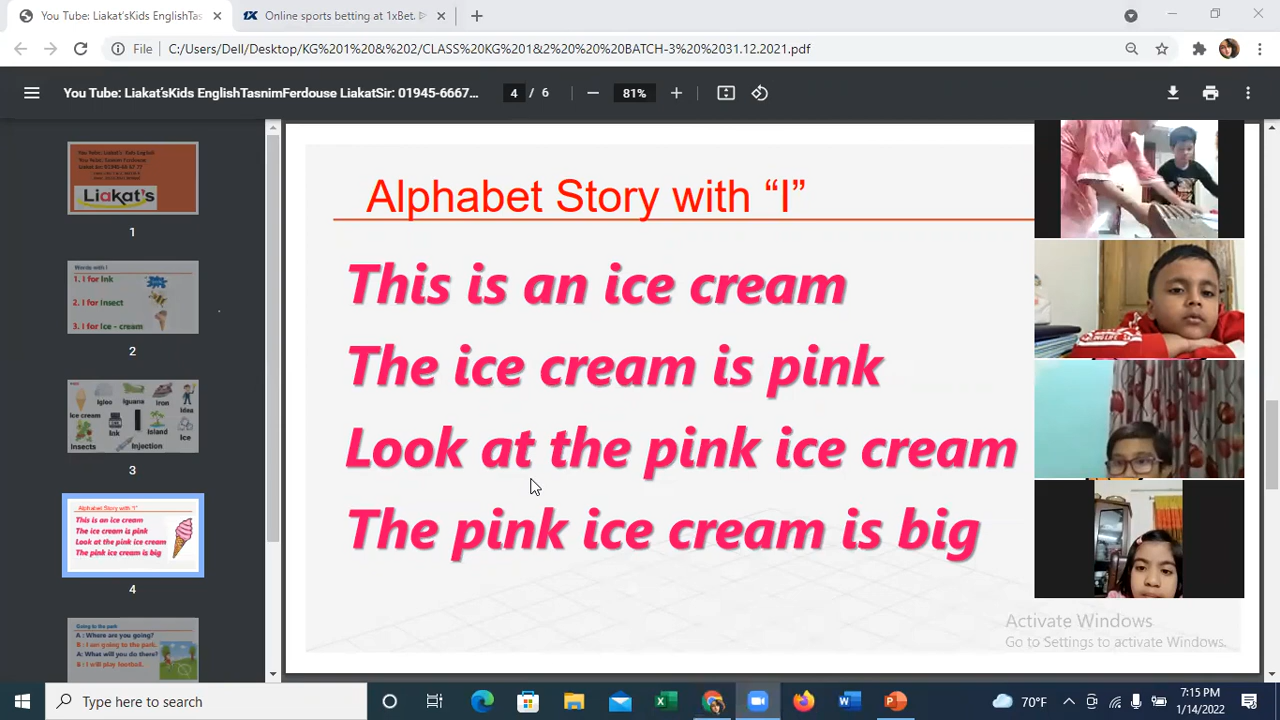 You Tube: Liakat'sKids EnglishTas
Online sports betting at 1xBet.
File C:/Users/Dell/Desktop/KG%201%20&%202/CLASS%20KG%201&2%20%20%20BATCH-3%20%2031.12.2021.pdf
You Tube: Liakat'sKids EnglishTasnimFerdouse LiakatSir: 01945-6667... 4 / 6 81%
Liakat's
1
Words with I
1. I for Ink
2. I for Insect
3. I for Ice - cream
2
Igloo
Iguana
Iron
Idea
Ice cream
Ink
Island
Ice
Insects
Injection
3
Alphabet Story with "I"
This is an ice cream
The ice cream is pink
Look at the pink ice cream
The pink ice cream is big
4
Going to the park
A : Where are you going?
B : I am going to the park.
A: What will you do there?
B : I will play football.
Alphabet Story with “I”
This is an ice cream
The ice cream is pink
Look at the pink ice cream
The pink ice cream is big
Activate Windows
Go to Settings to activate Windows.
Type here to search
70°F
7:15 PM
1/14/2022